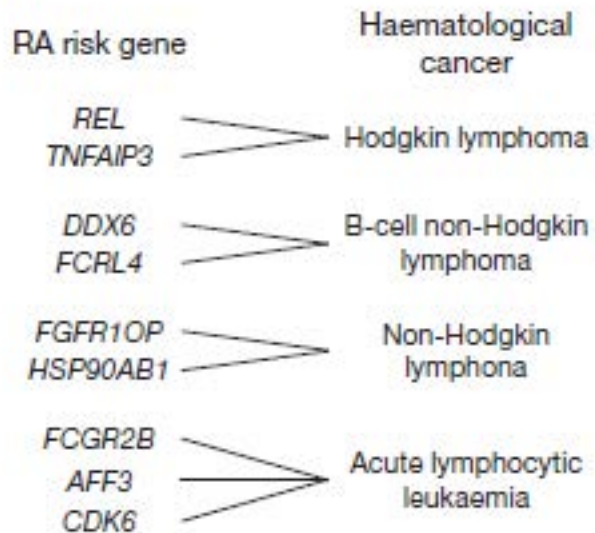 RA risk gene
Haematological
cancer
REL
TNFAIP3
Hodgkin lymphoma
DDX6
FCRL4
B-cell non-Hodgkin
lymphoma
FGFR1OP
HSP90AB1
Non-Hodgkin
lymphona
FCGR2B
AFF3
CDK6
Acute lymphocytic
leukaemia